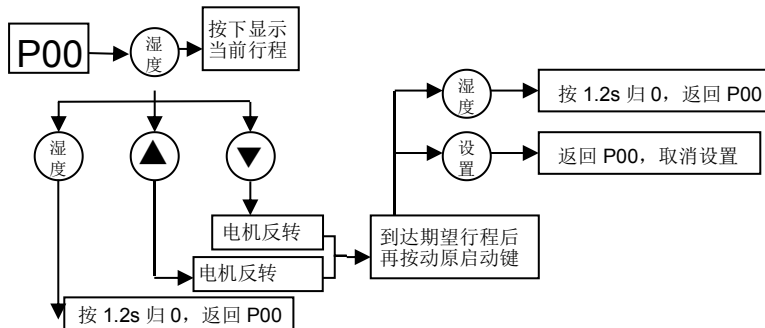 P00
湿
度
按下显示
当前行程
湿
度
湿
度
按 1.2s 归 0，返回 P00
设
置
返回 P00，取消设置
电机反转
到达期望行程后
再按动原启动键
电机反转
按 1.2s 归 0，返回 P00